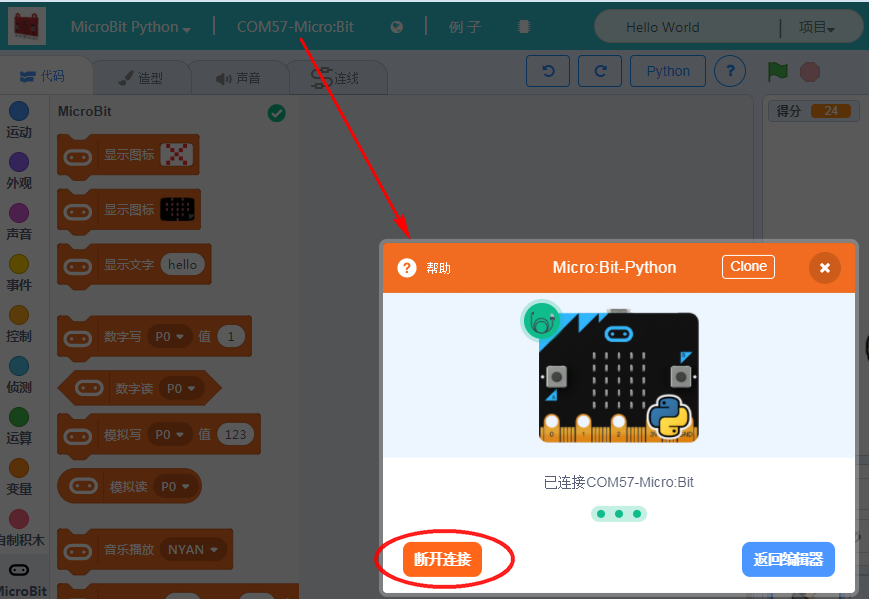 MicroBit Python
COM57-Micro:Bit
例子
Hello World
项目
代码
造型
声音
连线
Python
?
得分 24
运动
外观
声音
事件
控制
侦测
运算
变量
自制积木
MicroBit
MicroBit
显示图标
显示图标
显示文字 hello
数字写 P0 值 1
数字读 P0
模拟写 P0 值 123
模拟读 P0
音乐播放 NYAN
? 帮助
Micro:Bit-Python
Clone
0 1 2
已连接COM57-Micro:Bit
断开连接
返回编辑器